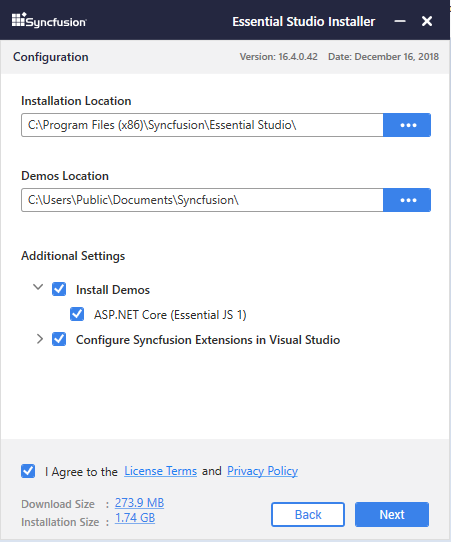 Syncfusion Essential Studio Installer
Configuration Version: 16.4.0.42 Date: December 16, 2018
Installation Location
C:\Program Files (x86)\Syncfusion\Essential Studio\
Demos Location
C:\Users\Public\Documents\Syncfusion\
Additional Settings
Install Demos
ASP.NET Core (Essential JS 1)
Configure Syncfusion Extensions in Visual Studio
I Agree to the License Terms and Privacy Policy
Download Size : 273.9 MB
Installation Size : 1.74 GB
Back Next